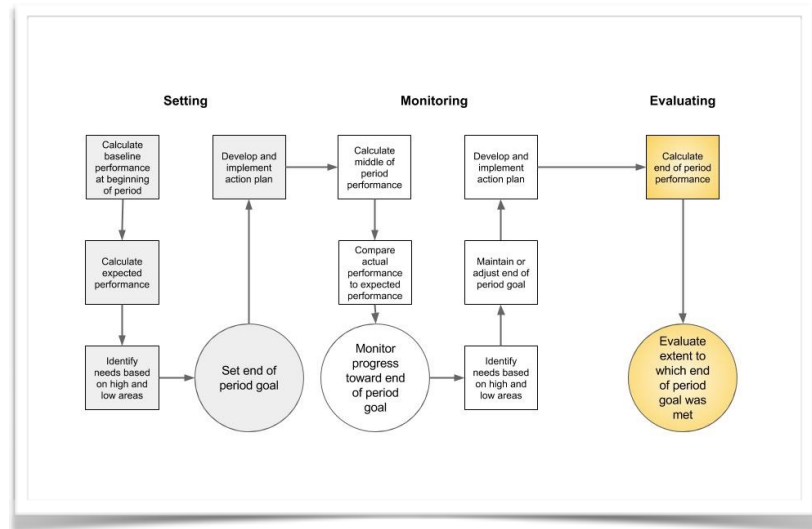 Setting
Monitoring
Evaluating
Calculate
baseline
performance
at beginning
of period
Calculate
expected
performance
Identify
needs based
on high and
low areas
Set end of
period goal
Develop and
implement
action plan
Calculate
middle of
period
performance
Compare
actual
performance
to expected
performance
Monitor
progress
toward end
of period
goal
Identify
needs based
on high and
low areas
Maintain or
adjust end of
period goal
Develop and
implement
action plan
Calculate
end of period
performance
Evaluate
extent to
which end
of period
goal was
met